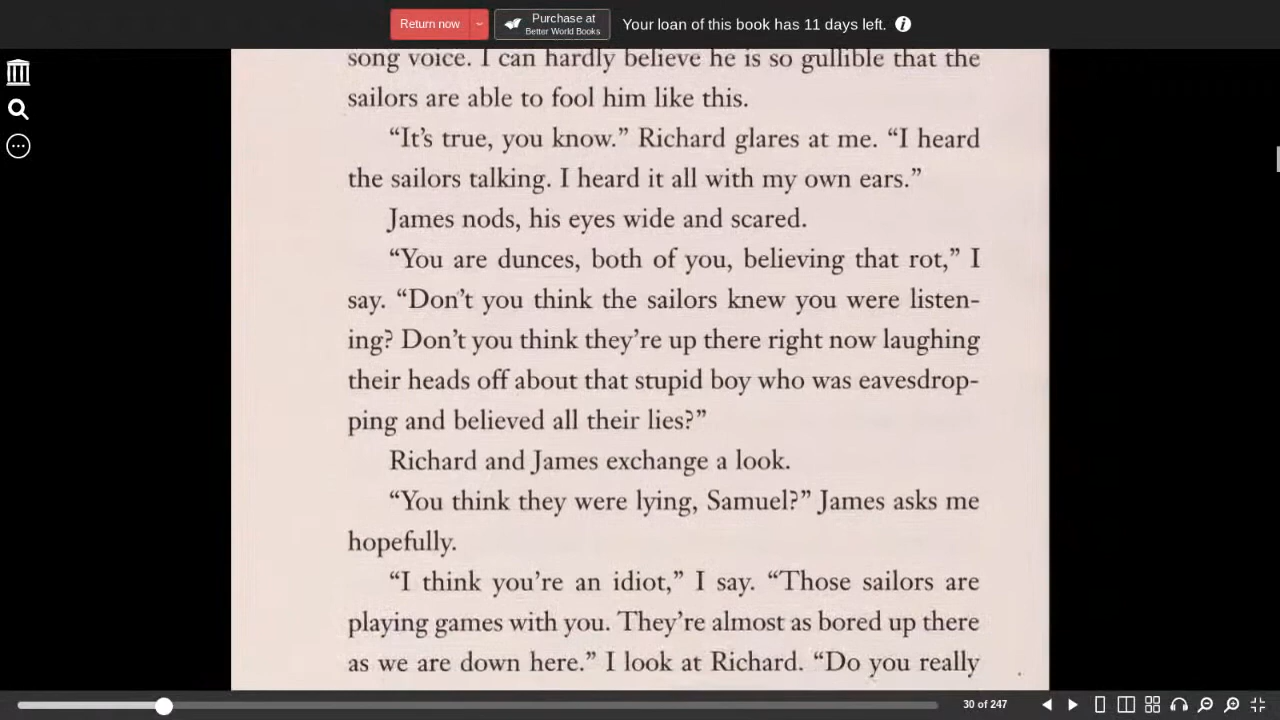 Return now
Purchase at
Better World Books
Your loan of this book has 11 days left.
song voice. I can hardly believe he is so gullible that the
sailors are able to fool him like this.
“It’s true, you know.” Richard glares at me. “I heard
the sailors talking. I heard it all with my own ears.”
James nods, his eyes wide and scared.
“You are dunces, both of you, believing that rot,” I
say. “Don’t you think the sailors knew you were listen-
ing? Don’t you think they’re up there right now laughing
their heads off about that stupid boy who was eavesdrop-
ping and believed all their lies?”
Richard and James exchange a look.
“You think they were lying, Samuel?” James asks me
hopefully.
“I think you’re an idiot,” I say. “Those sailors are
playing games with you. They’re almost as bored up there
as we are down here.” I look at Richard. “Do you really
30 of 247